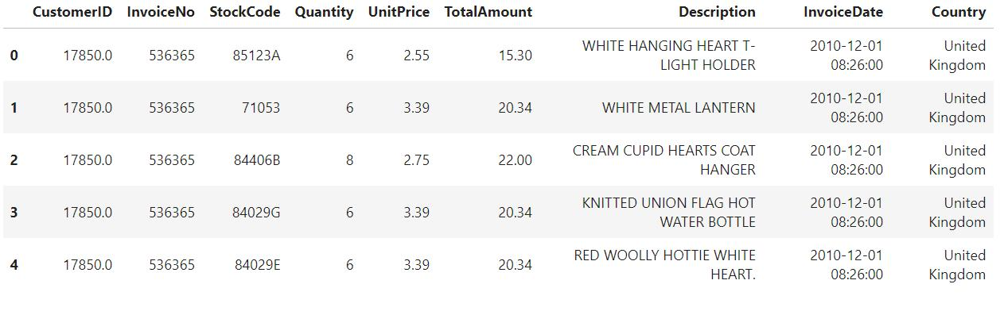 CustomerID InvoiceNo StockCode Quantity UnitPrice TotalAmount Description InvoiceDate Country
0 17850.0 536365 85123A 6 2.55 15.30 WHITE HANGING HEART T- 2010-12-01 United
LIGHT HOLDER 08:26:00 Kingdom
1 17850.0 536365 71053 6 3.39 20.34 WHITE METAL LANTERN 2010-12-01 United
08:26:00 Kingdom
2 17850.0 536365 84406B 8 2.75 22.00 CREAM CUPID HEARTS COAT 2010-12-01 United
HANGER 08:26:00 Kingdom
3 17850.0 536365 84029G 6 3.39 20.34 KNITTED UNION FLAG HOT 2010-12-01 United
WATER BOTTLE 08:26:00 Kingdom
4 17850.0 536365 84029E 6 3.39 20.34 RED WOOLLY HOTTIE WHITE 2010-12-01 United
HEART. 08:26:00 Kingdom